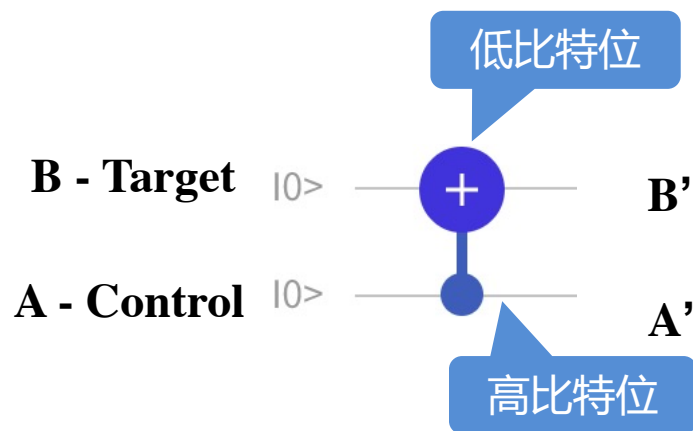 低比特位
B - Target |0> + B’
A - Control |0> A’
高比特位